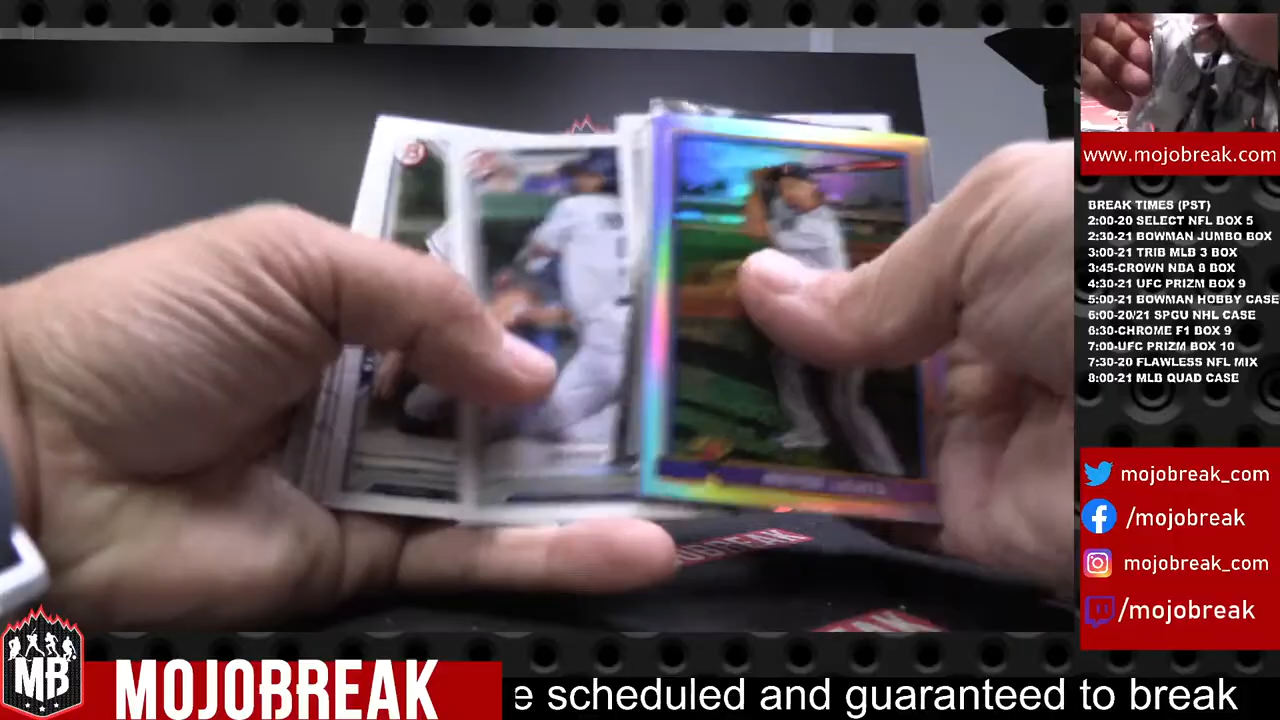 www.mojobreak.com
BREAK TIMES (PST)
2:00-20 SELECT NFL BOX 5
2:30-21 BOWMAN JUMBO BOX
3:00-21 TRIB MLB 3 BOX
3:45-CROWN NBA 8 BOX
4:30-21 UFC PRIZM BOX 9
5:00-21 BOWMAN HOBBY CASE
6:00-20/21 SPGU NHL CASE
6:30-CHROME F1 BOX 9
7:00-UFC PRIZM BOX 10
7:30-20 FLAWLESS NFL MIX
8:00-21 MLB QUAD CASE
mojobreak_com
/mojobreak
mojobreak_com
/mojobreak
MB
MOJOBREAK
e scheduled and guaranteed to break